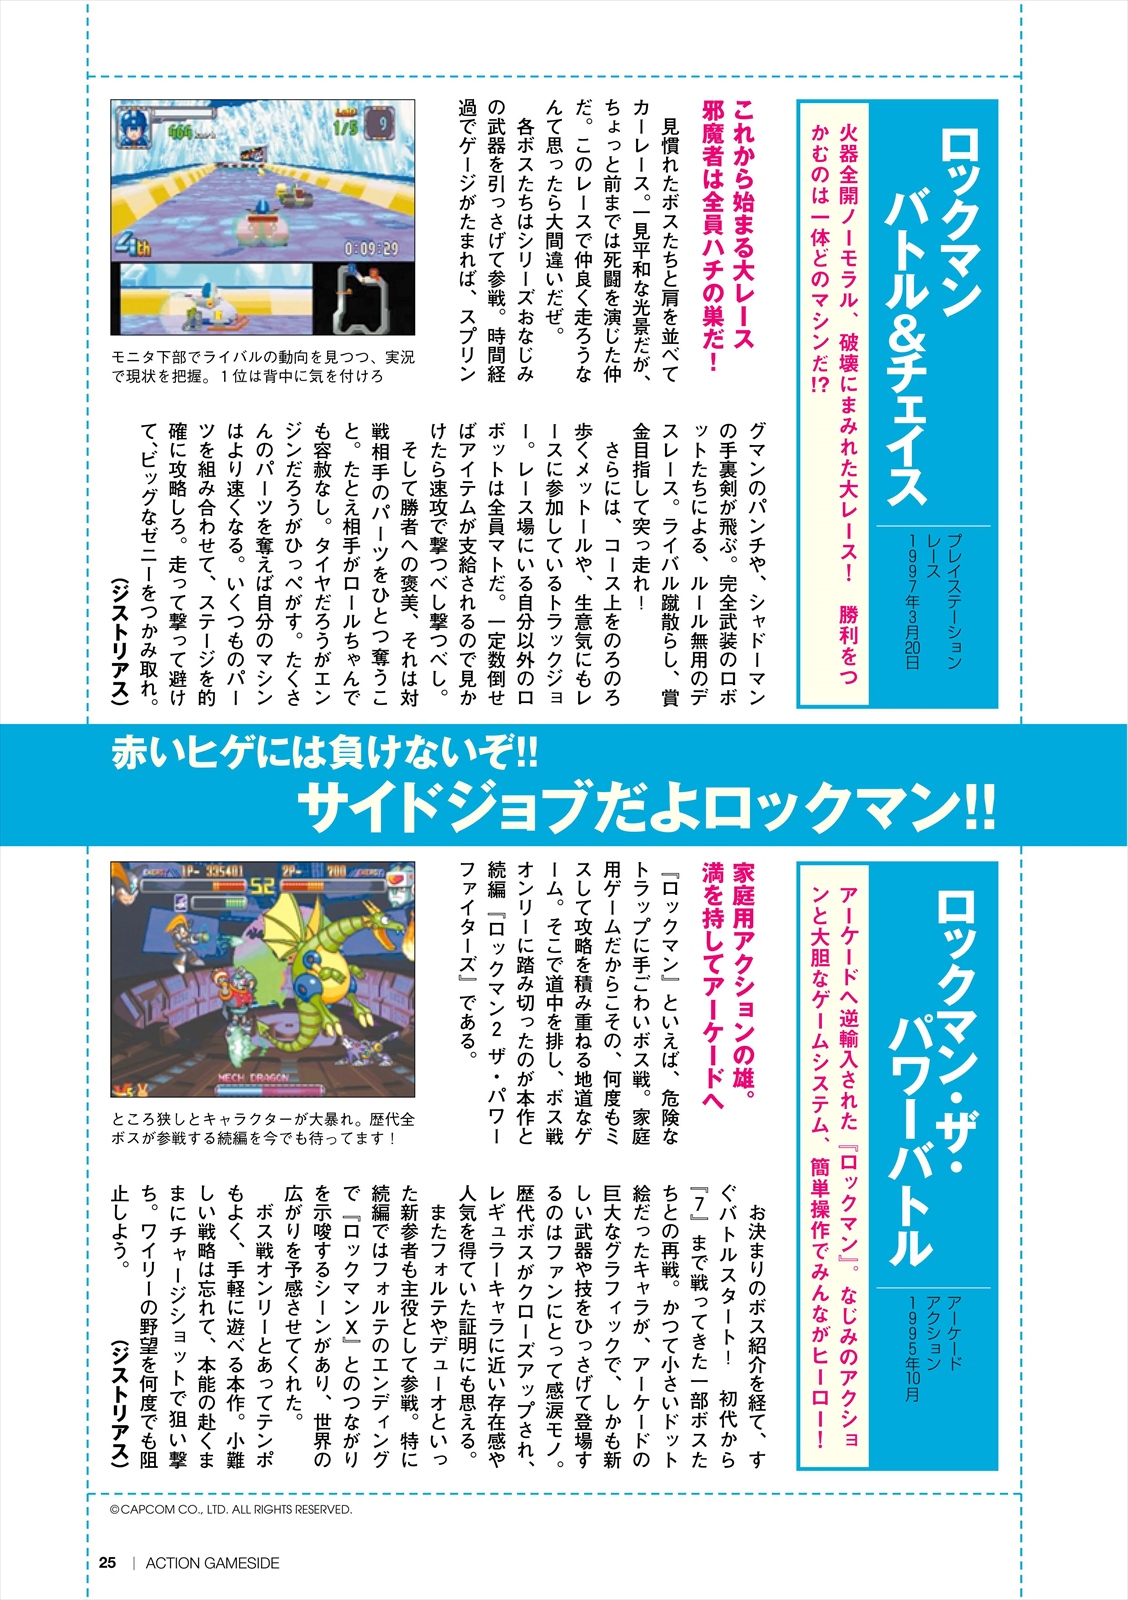 ロックマン
バトル&チェイス
プレイステーション
レース
1997年3月20日
火器全開ノーモラル、破壊にまみれた大レース!　勝利をつ
かむのは一体どのマシンだ!?
これから始まる大レース
邪魔者は全員ハチの巣だ!
見慣れたボスたちと肩を並べて
カーレース。一見平和な光景だが、
ちょっと前までは死闘を演じた仲
だ。このレースで仲良く走ろうな
んて思ったら大間違いだぜ。
各ボスたちはシリーズおなじみ
の武器を引っさげて参戦。時間経
過でゲージがたまれば、スプリン
グマンのパンチや、シャドーマン
の手裏剣が飛ぶ。完全武装のロボ
ットたちによる、ルール無用のデ
スレース。ライバル蹴散らし、賞
金目指して突っ走れ!
さらには、コース上をのろのろ
歩くメットールや、生意気にもレ
ースに参加しているトラックジョ
ー。レース場にいる自分以外のロ
ボットは全員マトだ。一定数倒せ
ばアイテムが支給されるので見か
けたら速攻で撃つべし撃つべし。
そして勝者への褒美、それは対
戦相手のパーツをひとつ奪うこ
と。たとえ相手がロールちゃんで
も容赦なし。タイヤだろうがエン
ジンだろうがひっぺがす。たくさ
んのパーツを奪えば自分のマシン
はより速くなる。いくつものパー
ツを組み合わせて、ステージを的
確に攻略しろ。走って撃って避け
て、ビッグなゼニーをつかみ取れ。
(ジストリアス)
464 km/h
Lap
1/5
9
4th
0:09:29
モニタ下部でライバルの動向を見つつ、実況
で現状を把握。1位は背中に気を付けろ
赤いヒゲには負けないぞ!!
サイドジョブだよロックマン!!
ロックマン・ザ・
パワーバトル
アーケード
アクション
1995年10月
アーケードへ逆輸入された『ロックマン』。なじみのアクショ
ンと大胆なゲームシステム、簡単操作でみんながヒーロー!
家庭用アクションの雄。
満を持してアーケードへ
『ロックマン』といえば、危険な
トラップに手ごわいボス戦。家庭
用ゲームだからこその、何度もミ
スして攻略を積み重ねる地道なゲ
ーム。そこで道中を排し、ボス戦
オンリーに踏み切ったのが本作と
続編『ロックマン2 ザ・パワー
ファイターズ』である。
お決まりのボス紹介を経て、す
ぐバトルスタート!　初代から
『7』まで戦ってきた一部ボスた
ちとの再戦。かつて小さいドット
絵だったキャラが、アーケードの
巨大なグラフィックで、しかも新
しい武器や技をひっさげて登場す
るのはファンにとって感涙モノ。
歴代ボスがクローズアップされ、
レギュラーキャラに近い存在感や
人気を得ていた証明にも思える。
またフォルテやデューオといっ
た新参者も主役として参戦。特に
続編ではフォルテのエンディング
で『ロックマンX』とのつながり
を示唆するシーンがあり、世界の
広がりを予感させてくれた。
ボス戦オンリーとあってテンポ
もよく、手軽に遊べる本作。小難
しい戦略は忘れて、本能の赴くま
まにチャージショットで狙い撃
ち。ワイリーの野望を何度でも阻
止しよう。
(ジストリアス)
ENERGY 1P- 335401 52 2P- 700 ENERGY
MECH DRAGON
ところ狭しとキャラクターが大暴れ。歴代全
ボスが参戦する続編を今でも待ってます!
©CAPCOM CO., LTD. ALL RIGHTS RESERVED.
25 | ACTION GAMESIDE